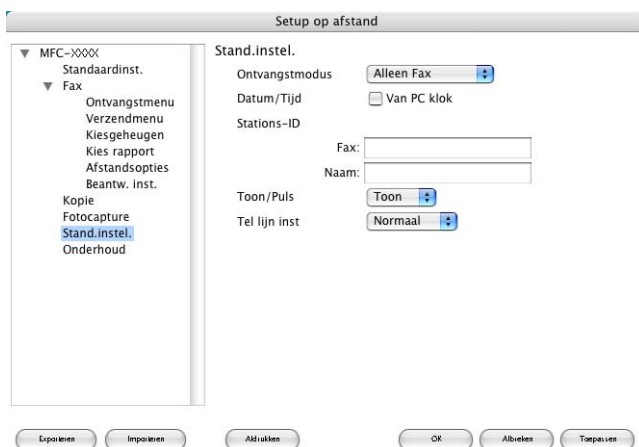 Setup op afstand
MFC-XXXX
Standaardinst.
Fax
Ontvangstmenu
Verzendmenu
Kiesgeheugen
Kies rapport
Afstandsopties
Beantw. inst.
Kopie
Fotocapture
Stand.instel.
Onderhoud
Stand.instel.
Ontvangstmodus Alleen Fax
Datum/Tijd Van PC klok
Stations-ID
Fax:
Naam:
Toon/Puls Toon
Tel lijn inst Normaal
Exporteren Importeren Afdrukken OK Afbreken Toepassen